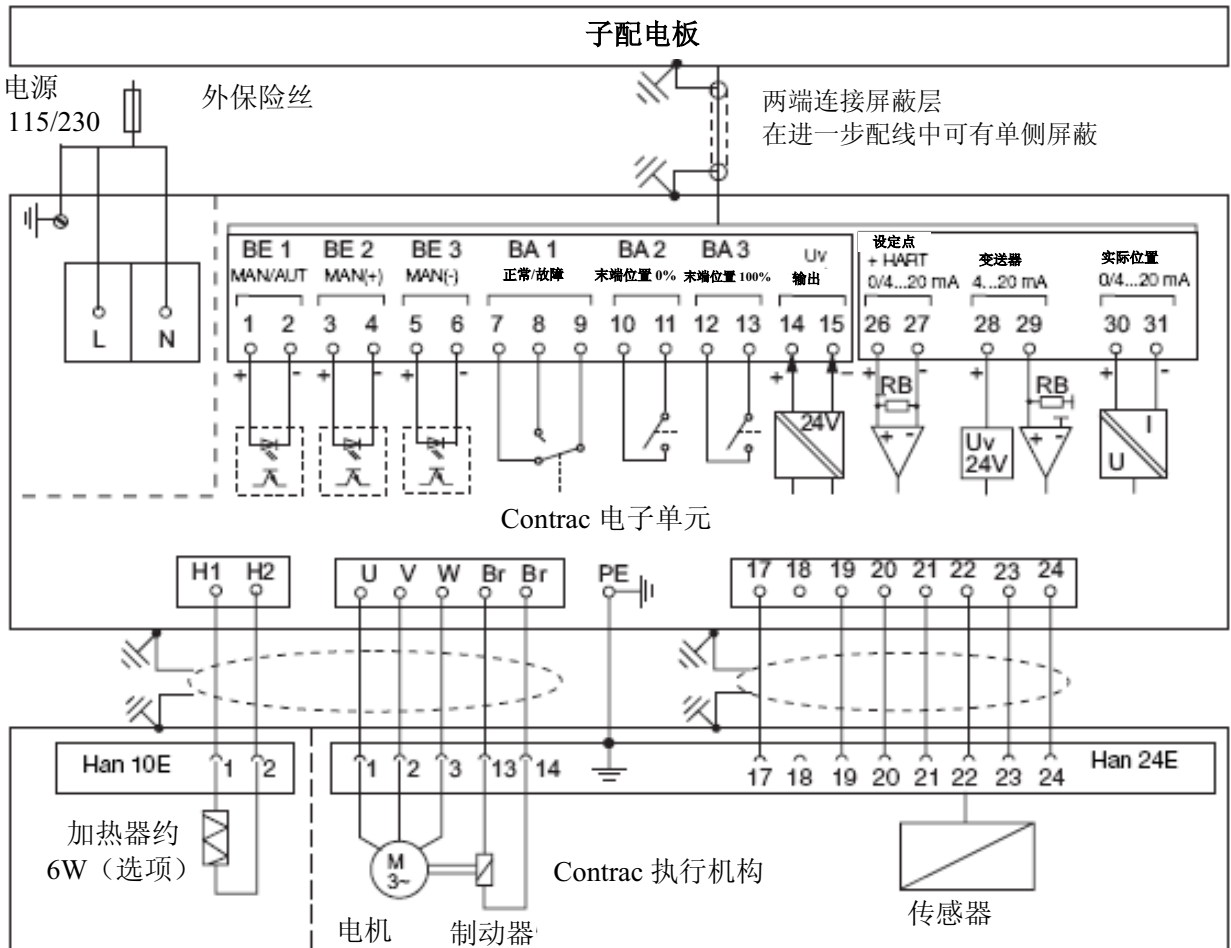 子配电板
电源
115/230
外保险丝
两端连接屏蔽层
在进一步配线中可有单侧屏蔽
BE 1 BE 2 BE 3 BA 1 BA 2 BA 3 Uv
MAN/AUT MAN(+) MAN(-) 正常/故障 末端位置 0% 末端位置 100% 输出
设定点
+ HART 变送器 实际位置
0/4...20 mA 4...20 mA 0/4...20 mA
1 2 3 4 5 6 7 8 9 10 11 12 13 14 15 26 27 28 29 30 31
L N
+ - + - + - + - + - + + -
RB RB
24V
+ - Uv 24V + - I U
Contrac 电子单元
H1 H2
U V W Br Br PE
17 18 19 20 21 22 23 24
Han 10E 1 2
1 2 3 13 14
17 18 19 20 21 22 23 24
Han 24E
加热器约
6W（选项）
M
3~
Contrac 执行机构
电机 制动器
传感器